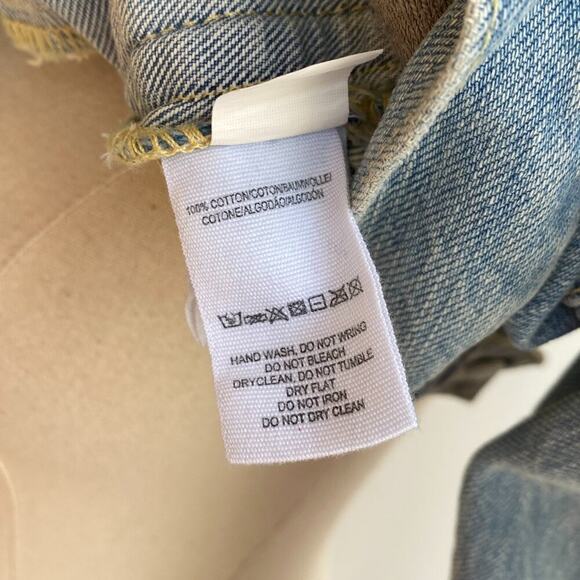 100% COTTON/COTON/BAUMWOLLE/
COTONE/ALGODÃO/ALGODÓN
HAND WASH, DO NOT WRING
DO NOT BLEACH
DRYCLEAN, DO NOT TUMBLE
DRY FLAT
DO NOT IRON
DO NOT DRY CLEAN